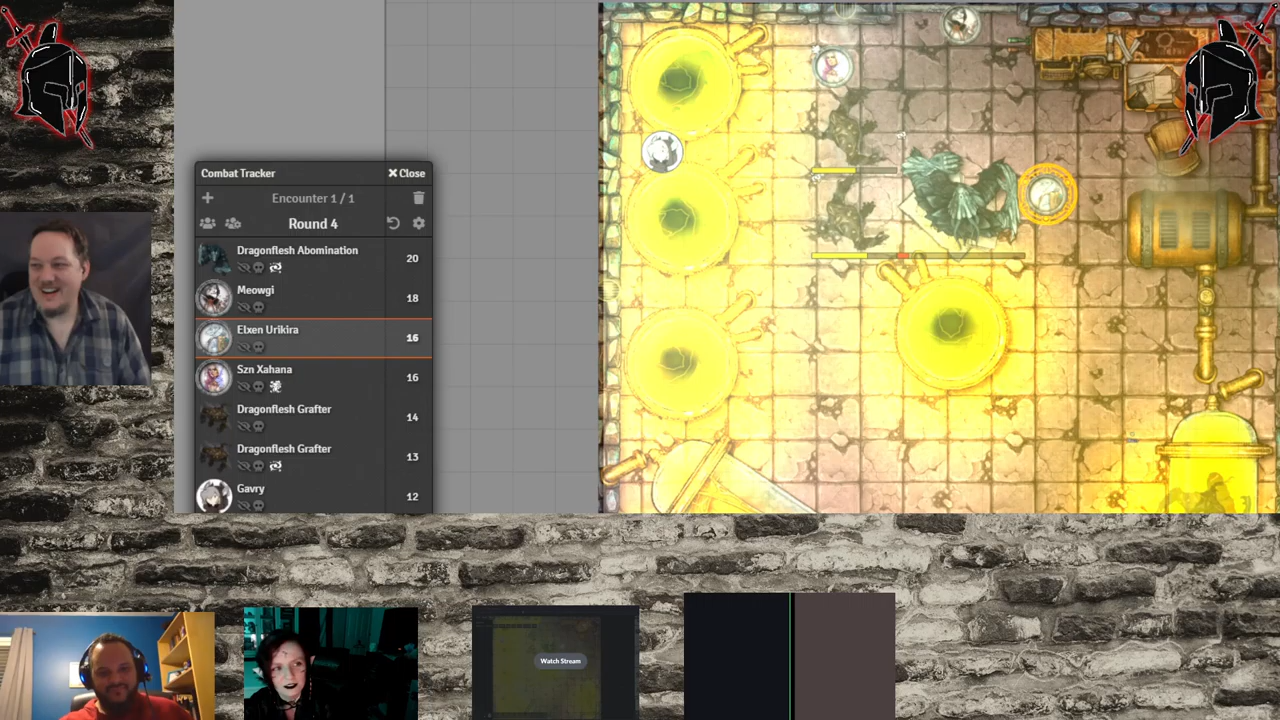 Combat Tracker
Close
Encounter 1 / 1
Round 4
Dragonflesh Abomination
20
Meowgi
18
Elxen Urikira
16
Szn Xahana
16
Dragonflesh Grafter
14
Dragonflesh Grafter
13
Gavry
12
Watch Stream